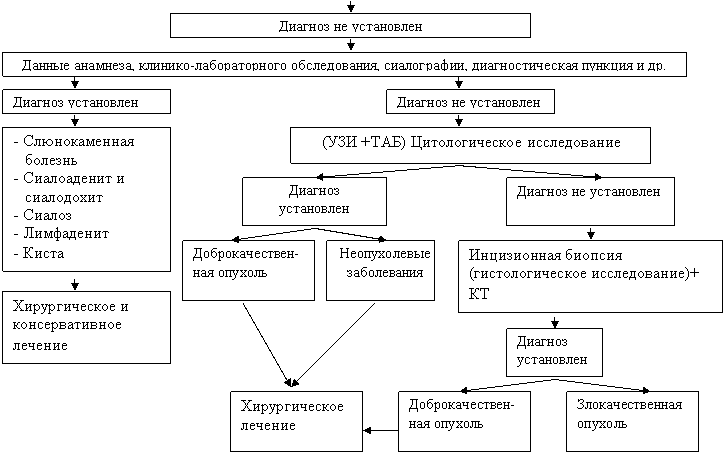 Диагноз не установлен
Данные анамнеза, клинико-лабораторного обследования, сиалографии, диагностическая пункция и др.
Диагноз установлен
Диагноз не установлен
- Слюнокаменная
болезнь
- Сиалоаденит и
сиалодохит
- Сиалоз
- Лимфаденит
- Киста
(УЗИ +ТАБ) Цитологическое исследование
Диагноз
установлен
Диагноз не установлен
Доброкачествен-
ная опухоль
Неопухолевые
заболевания
Инцизионная биопсия
(гистологическое исследование)+
КТ
Хирургическое и
консервативное
лечение
Диагноз
установлен
Хирургическое
лечение
Доброкачествен-
ная опухоль
Злокачественная
опухоль